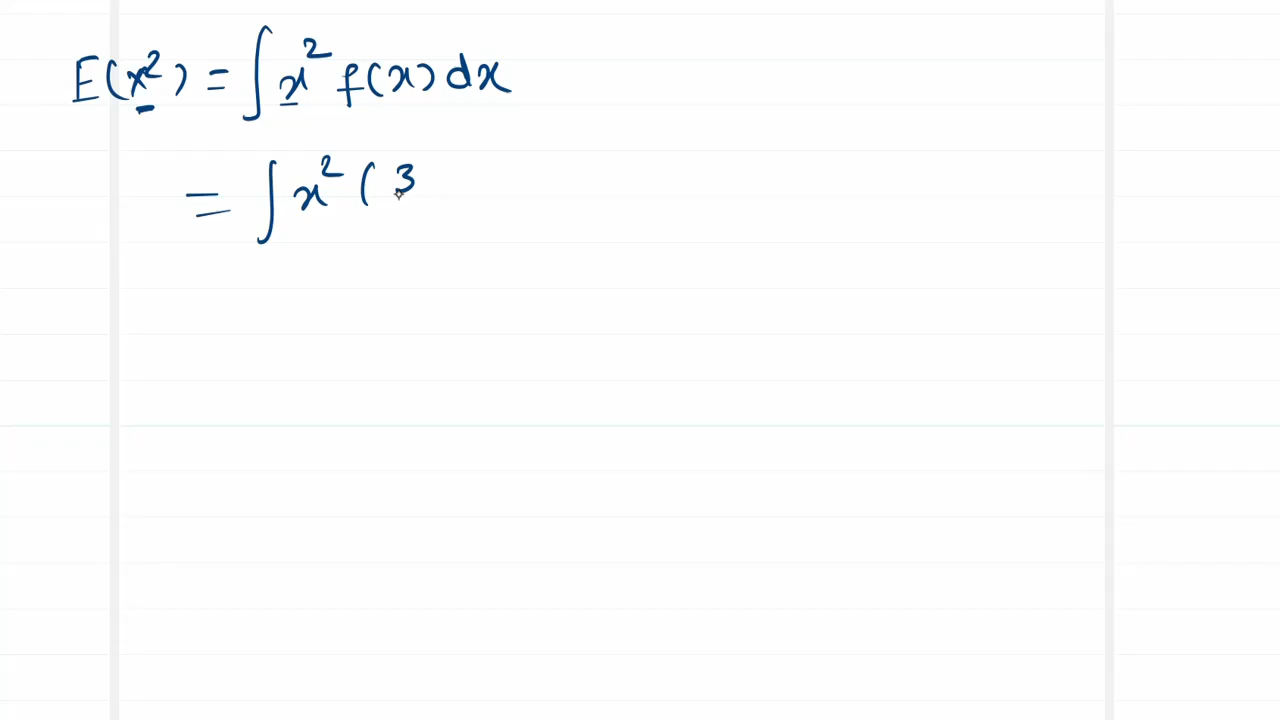 E(x²) = ∫ x² f(x) dx
= ∫ x² ( 3